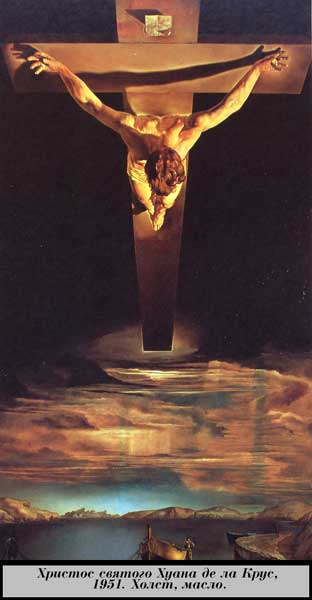 Христос святого Хуана де ла Крус,
1951. Холст, масло.